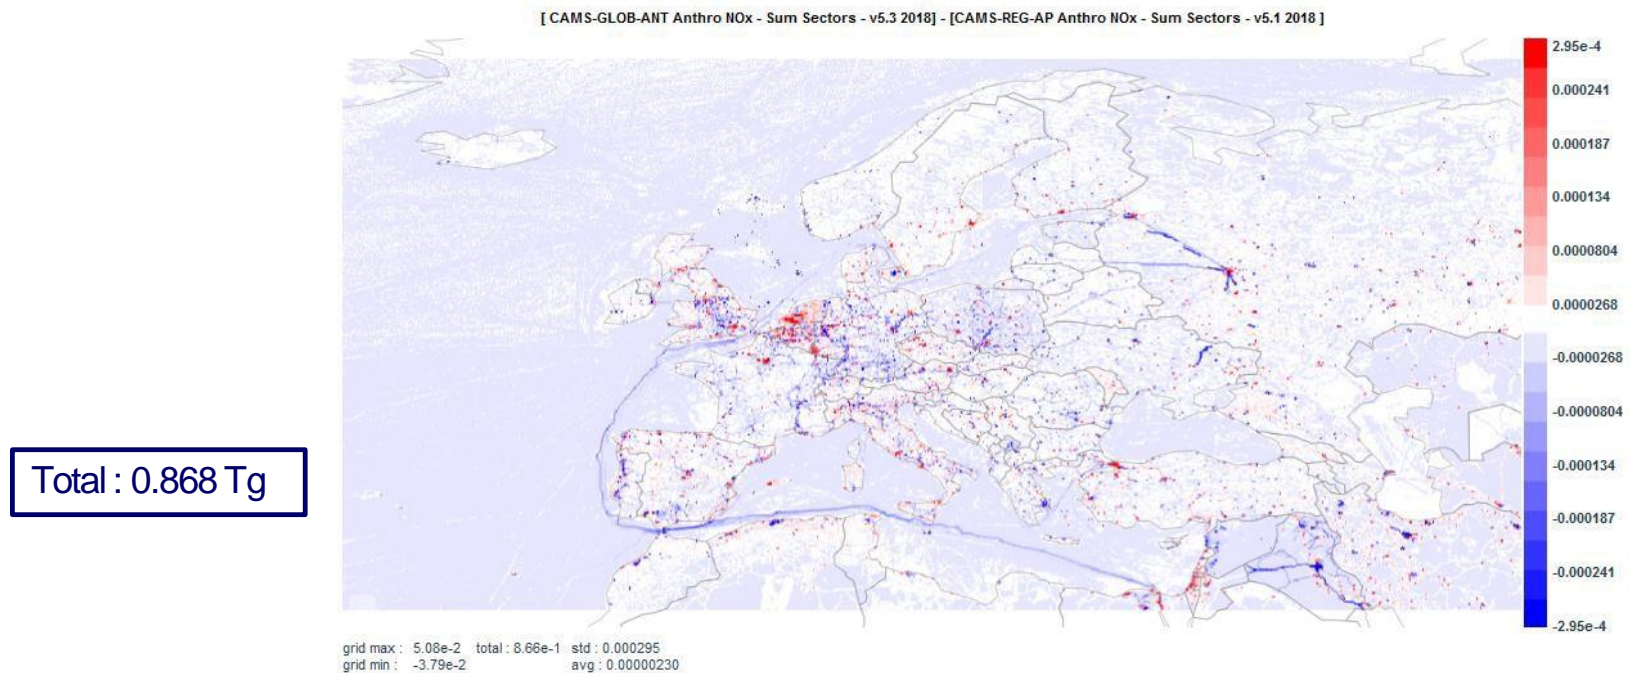 [ CAMS-GLOB-ANT Anthro NOx - Sum Sectors - v5.3 2018] - [CAMS-REG-AP Anthro NOx - Sum Sectors - v5.1 2018 ]
2.95e-4
0.000241
0.000187
0.000134
0.0000804
0.0000268
-0.0000268
-0.0000804
-0.000134
-0.000187
-0.000241
-2.95e-4
Total : 0.868 Tg
grid max : 5.08e-2 total : 8.66e-1 std : 0.000295
grid min : -3.79e-2 avg : 0.00000230